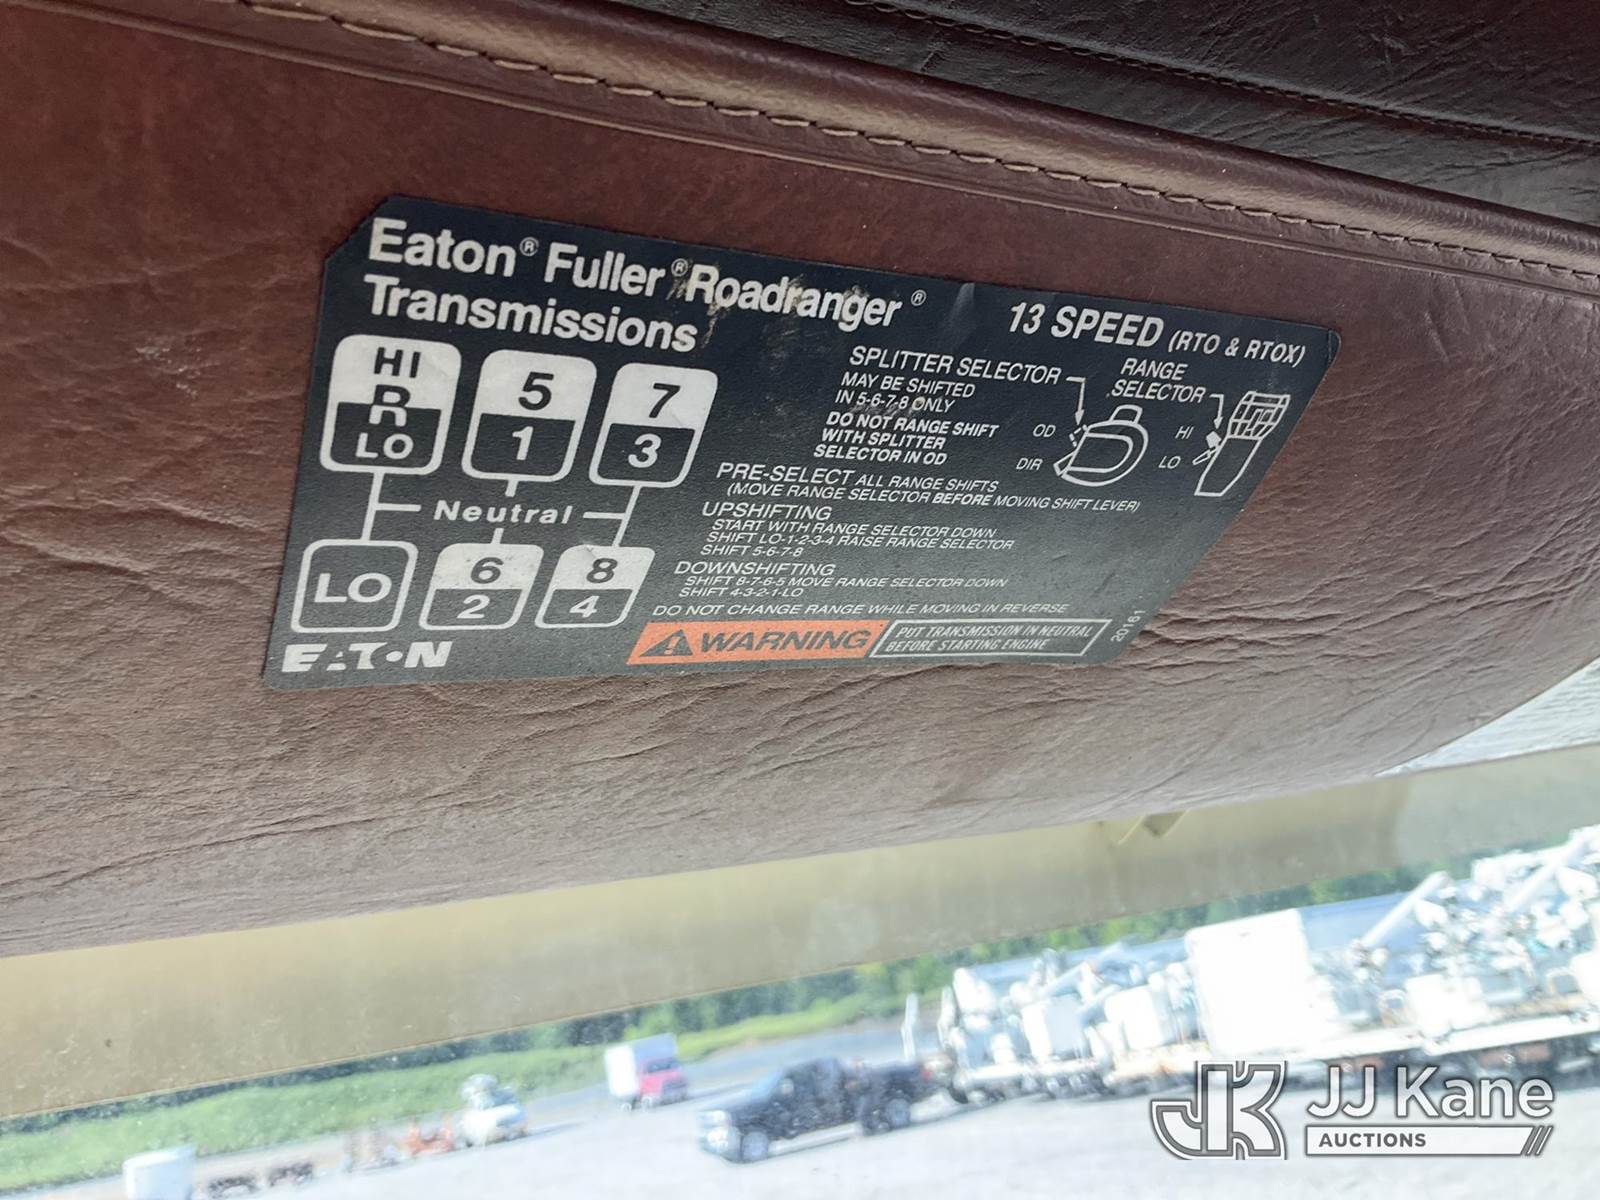 Eaton® Fuller® Roadranger®
Transmissions
13 SPEED (RTO & RTOX)
HI
R
LO
5
1
7
3
Neutral
LO
6
2
8
4
EATON
SPLITTER SELECTOR
MAY BE SHIFTED
IN 5-6-7-8 ONLY
DO NOT RANGE SHIFT
WITH SPLITTER
SELECTOR IN OD
OD
DIR
RANGE
SELECTOR
HI
LO
PRE-SELECT ALL RANGE SHIFTS
(MOVE RANGE SELECTOR BEFORE MOVING SHIFT LEVER)
UPSHIFTING
START WITH RANGE SELECTOR DOWN
SHIFT LO-1-2-3-4 RAISE RANGE SELECTOR
SHIFT 5-6-7-8
DOWNSHIFTING
SHIFT 8-7-6-5 MOVE RANGE SELECTOR DOWN
SHIFT 4-3-2-1-LO
DO NOT CHANGE RANGE WHILE MOVING IN REVERSE
WARNING
PUT TRANSMISSION IN NEUTRAL
BEFORE STARTING ENGINE
20161
JK JJ Kane
AUCTIONS